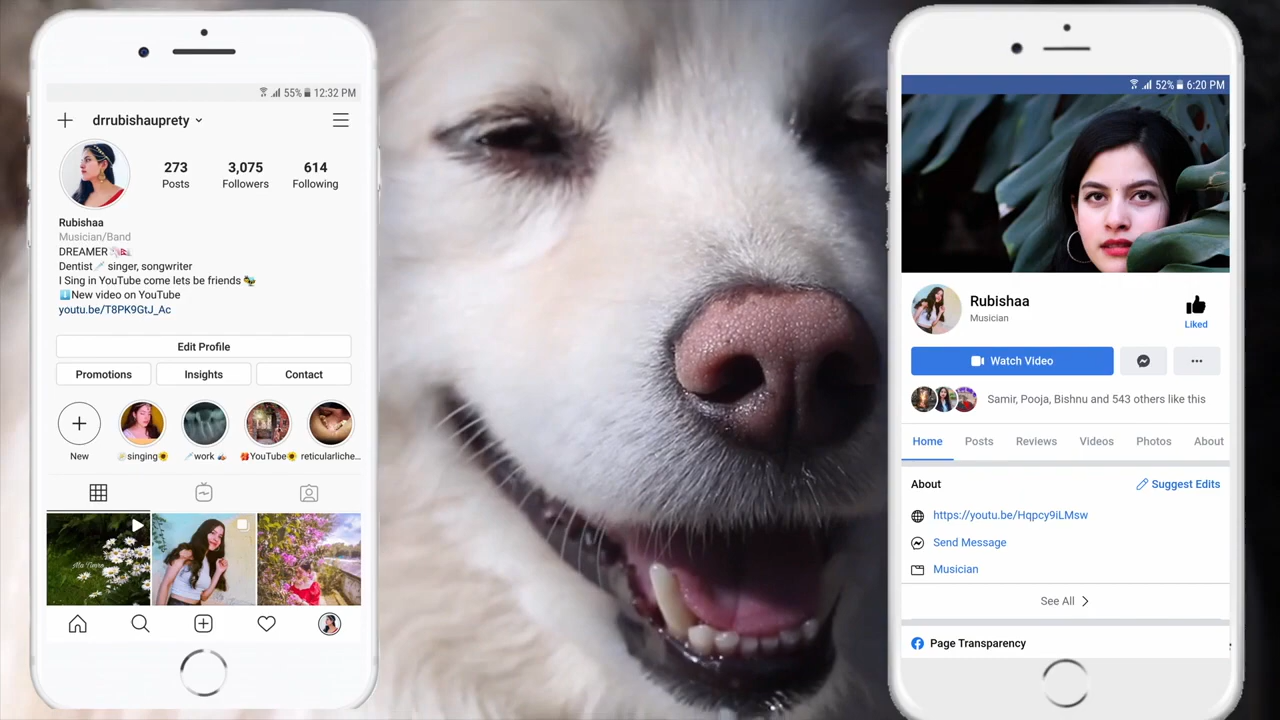 55% 12:32 PM
drrubishauprety
273 3,075 614
Posts Followers Following
Rubishaa
Musician/Band
DREAMER
Dentist singer, songwriter
I Sing in YouTube come lets be friends
New video on YouTube
youtu.be/T8PK9GtJ_Ac
Edit Profile
Promotions Insights Contact
New singing work YouTube reticularliche...
Ma Timro
52% 6:20 PM
Rubishaa
Musician
Liked
Watch Video
Samir, Pooja, Bishnu and 543 others like this
Home Posts Reviews Videos Photos About
About Suggest Edits
https://youtu.be/Hqpcy9iLMsw
Send Message
Musician
See All
Page Transparency